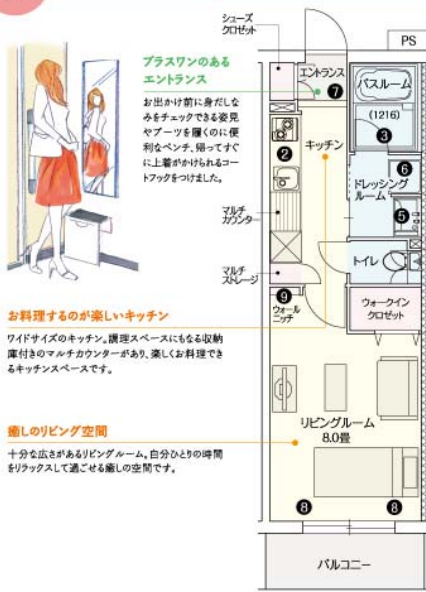 シューズ
クロゼット
PS
プラスワンのある
エントランス
お出かけ前に身だしな
みをチェックできる姿見
やブーツを履くのに便
利なベンチ、帰ってすぐ
に上着がかけられるコー
トフックをつけました。
エントランス
❼
バスルーム
(1216)
❸
❷
キッチン
❻
ドレッシング
ルーム
❺
マルチ
カウンター
トイレ
マルチ
ストレージ
❾
ウォール
ニッチ
ウォークイン
クロゼット
お料理するのが楽しいキッチン
ワイドサイズのキッチン。調理スペースにもなる収納
庫付きのマルチカウンターがあり、楽しくお料理でき
るキッチンスペースです。
リビングルーム
8.0畳
癒しのリビング空間
十分な広さがあるリビングルーム。自分ひとりの時間
をリラックスして過ごせる癒しの空間です。
❽
❽
バルコニー